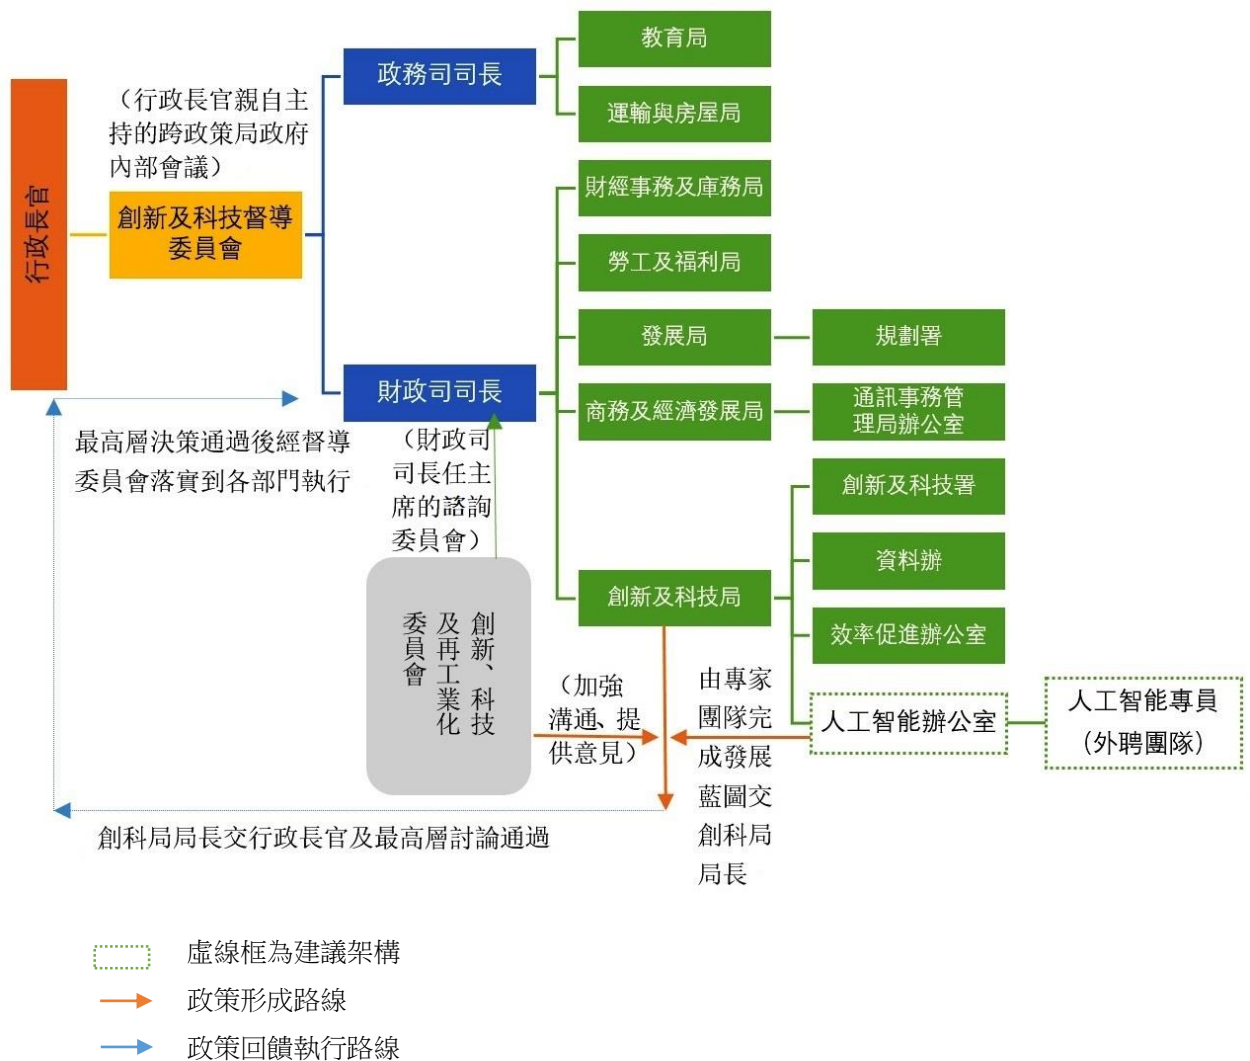 行政長官
（行政長官親自主
持的跨政策局政府
內部會議）
創新及科技督導
委員會
政務司司長
教育局
運輸與房屋局
財經事務及庫務局
勞工及福利局
發展局
規劃署
財政司司長
商務及經濟發展局
通訊事務管
理局辦公室
最高層決策通過後經督導
委員會落實到各部門執行
（財政司
司長任主
席的諮詢
委員會）
創新及科技署
資料辦
創新及科技局
效率促進辦公室
創新、科技
及再工業化
委員會
（加強
溝通、提
供意見）
由專家
團隊完
成發展
藍圖交
創科局
局長
人工智能辦公室
人工智能專員
（外聘團隊）
創科局局長交行政長官及最高層討論通過
虛線框為建議架構
政策形成路線
政策回饋執行路線